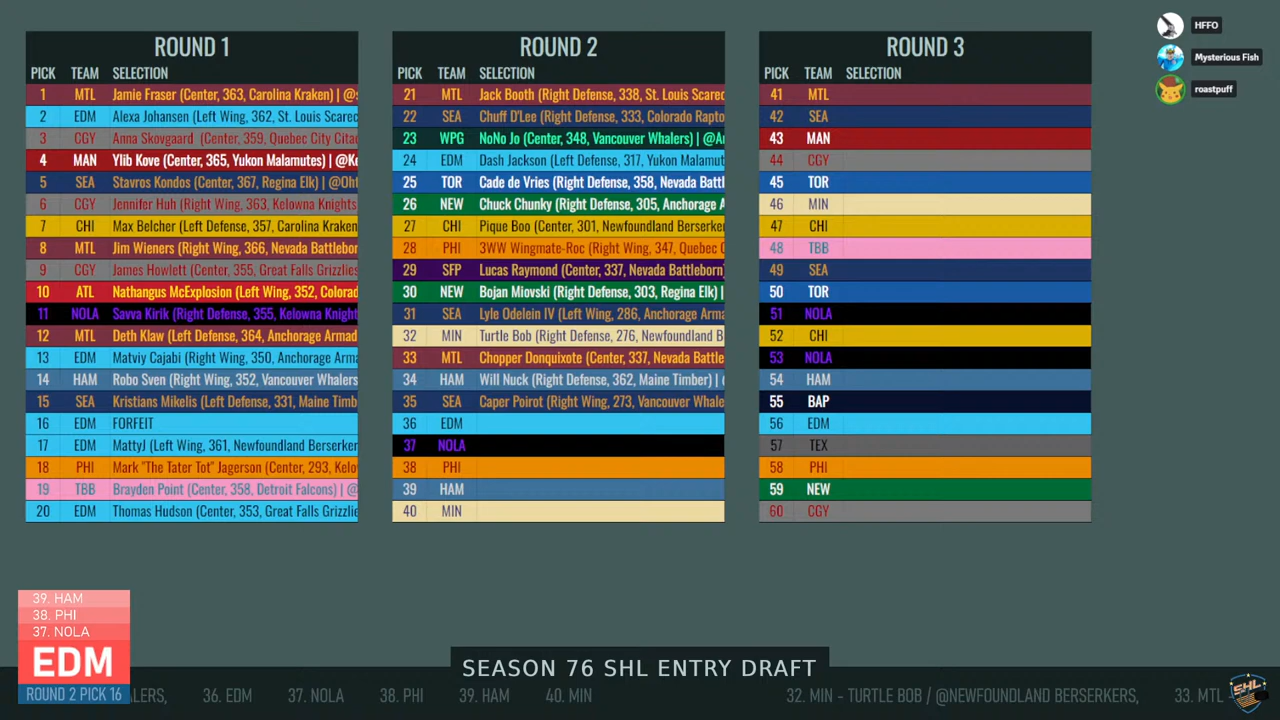 ROUND 1
PICK TEAM SELECTION
1 MTL Jamie Fraser (Center, 363, Carolina Kraken) | @
2 EDM Alexa Johansen (Left Wing, 362, St. Louis Scarec
3 CGY Anna Skovgaard (Center, 359, Quebec City Citad
4 MAN Ylib Kove (Center, 365, Yukon Malamutes) | @K
5 SEA Stavros Kondos (Center, 367, Regina Elk) | @Oh
6 CGY Jennifer Huh (Right Wing, 363, Kelowna Knights
7 CHI Max Belcher (Left Defense, 357, Carolina Kraken
8 MTL Jim Wieners (Right Wing, 366, Nevada Battlebor
9 CGY James Howlett (Center, 355, Great Falls Grizzlies
10 ATL Nathangus McExplosion (Left Wing, 352, Colorad
11 NOLA Savva Kirik (Right Defense, 355, Kelowna Knight
12 MTL Deth Klaw (Left Defense, 364, Anchorage Armad
13 EDM Matviy Cajabi (Right Wing, 350, Anchorage Arma
14 HAM Robo Sven (Right Wing, 352, Vancouver Whalers
15 SEA Kristians Mikelis (Left Defense, 331, Maine Timb
16 EDM FORFEIT
17 EDM MattyJ (Left Wing, 361, Newfoundland Berserker
18 PHI Mark "The Tater Tot" Jagerson (Center, 293, Kelo
19 TBB Brayden Point (Center, 358, Detroit Falcons) | @
20 EDM Thomas Hudson (Center, 353, Great Falls Grizzlie
ROUND 2
PICK TEAM SELECTION
21 MTL Jack Booth (Right Defense, 338, St. Louis Scarec
22 SEA Chuff D'Lee (Right Defense, 333, Colorado Rapto
23 WPG NoNo Jo (Center, 348, Vancouver Whalers) | @A
24 EDM Dash Jackson (Left Defense, 317, Yukon Malamut
25 TOR Cade de Vries (Right Defense, 358, Nevada Battl
26 NEW Chuck Chunky (Right Defense, 305, Anchorage A
27 CHI Pique Boo (Center, 301, Newfoundland Berserke
28 PHI 3WW Wingmate-Roc (Right Wing, 347, Quebec C
29 SFP Lucas Raymond (Center, 337, Nevada Battleborn)
30 NEW Bojan Miovski (Right Defense, 303, Regina Elk) |
31 SEA Lyle Odelein IV (Left Wing, 286, Anchorage Arma
32 MIN Turtle Bob (Right Defense, 276, Newfoundland B
33 MTL Chopper Donquixote (Center, 337, Nevada Battle
34 HAM Will Nuck (Right Defense, 362, Maine Timber) | @
35 SEA Caper Poirot (Right Wing, 273, Vancouver Whale
36 EDM
37 NOLA
38 PHI
39 HAM
40 MIN
ROUND 3
PICK TEAM SELECTION
41 MTL
42 SEA
43 MAN
44 CGY
45 TOR
46 MIN
47 CHI
48 TBB
49 SEA
50 TOR
51 NOLA
52 CHI
53 NOLA
54 HAM
55 BAP
56 EDM
57 TEX
58 PHI
59 NEW
60 CGY
HFFO
Mysterious Fish
roastpuff
39. HAM
38. PHI
37. NOLA
EDM
ROUND 2 PICK 16
SEASON 76 SHL ENTRY DRAFT
ALERS, 36. EDM 37. NOLA 38. PHI 39. HAM 40. MIN 32. MIN - TURTLE BOB / @NEWFOUNDLAND BERSERKERS, 33. MTL -
SHL